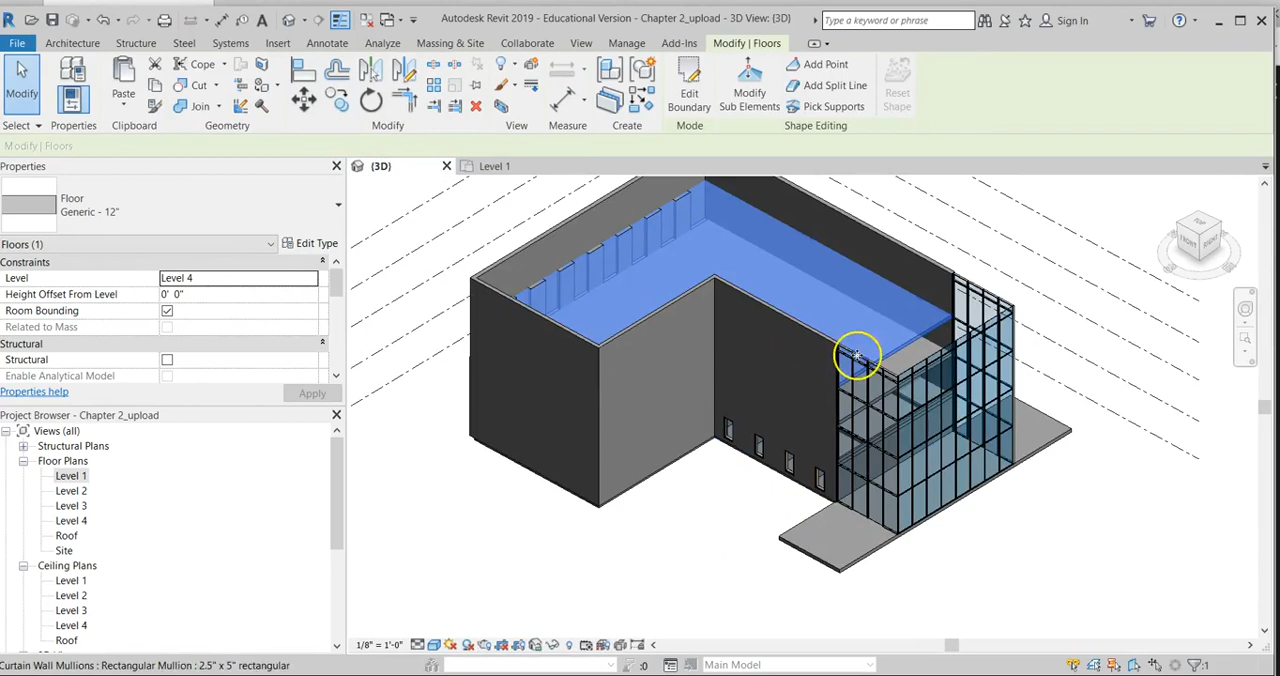 Autodesk Revit 2019 - Educational Version - Chapter 2_upload - 3D View: {3D}
Type a keyword or phrase
Sign In
File Architecture Structure Steel Systems Insert Annotate Analyze Massing & Site Collaborate View Manage Add-Ins Modify | Floors
Cope
Add Point
Cut
Add Split Line
Modify
Paste
Edit
Boundary
Modify
Sub Elements
Reset
Shape
Join
Pick Supports
Select Properties Clipboard Geometry Modify View Measure Create Mode Shape Editing
Modify | Floors
Properties
{3D}
Level 1
Floor
Generic - 12"
Floors (1)
Edit Type
Constraints
Level Level 4
Height Offset From Level 0' 0"
Room Bounding
Related to Mass
Structural
Structural
Enable Analytical Model
Properties help
Apply
Project Browser - Chapter 2_upload
Views (all)
Structural Plans
Floor Plans
Level 1
Level 2
Level 3
Level 4
Roof
Site
Ceiling Plans
Level 1
Level 2
Level 3
Level 4
Roof
TOP
FRONT
RIGHT
1/8" = 1'-0"
Curtain Wall Mullions : Rectangular Mullion : 2.5" x 5" rectangular
:0
Main Model
:1